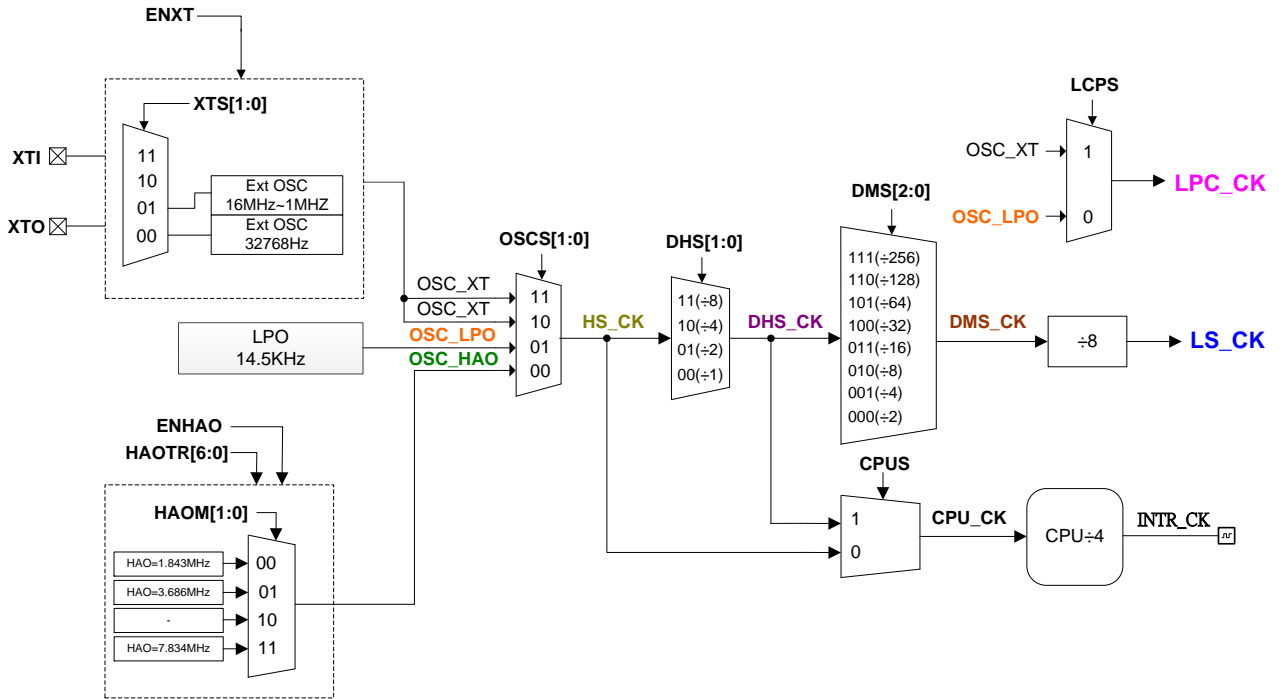 ENXT
XTS[1:0]
XTI
XTO
11
10
01
00
Ext OSC
16MHz~1MHZ
Ext OSC
32768Hz
LPO
14.5KHz
OSCS[1:0]
OSC_XT
OSC_XT
OSC_LPO
OSC_HAO
11
10
01
00
HS_CK
DHS[1:0]
11(÷8)
10(÷4)
01(÷2)
00(÷1)
DHS_CK
DMS[2:0]
111(÷256)
110(÷128)
101(÷64)
100(÷32)
011(÷16)
010(÷8)
001(÷4)
000(÷2)
DMS_CK
÷8
LS_CK
LCPS
OSC_XT
OSC_LPO
1
0
LPC_CK
ENHAO
HAOTR[6:0]
HAOM[1:0]
HAO=1.843MHz
HAO=3.686MHz
-
HAO=7.834MHz
00
01
10
11
CPUS
1
0
CPU_CK
CPU÷4
INTR_CK